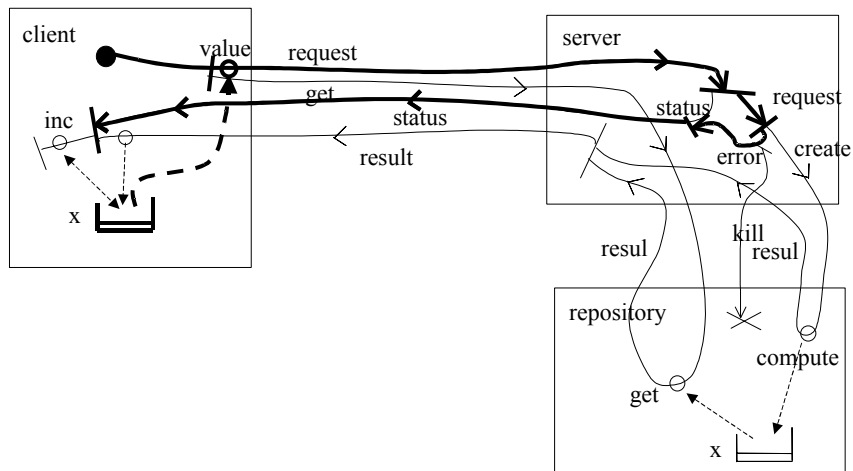 client
value
request
server
get
status
status
request
inc
result
error
create
x
resul
kill
resul
repository
compute
get
x